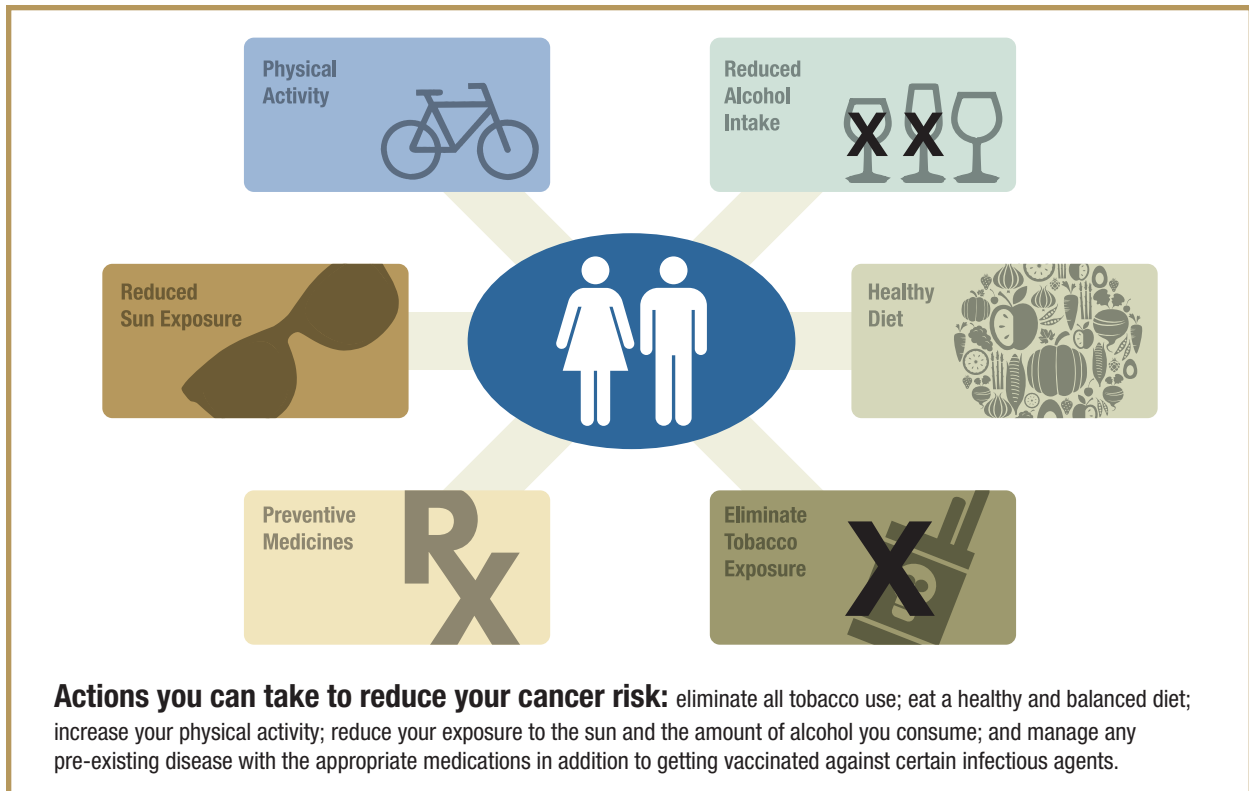 Physical
Activity
Reduced
Alcohol
Intake
X X
Reduced
Sun Exposure
Healthy
Diet
Preventive
Medicines
RX
Eliminate
Tobacco
Exposure
X
Actions you can take to reduce your cancer risk: eliminate all tobacco use; eat a healthy and balanced diet;
increase your physical activity; reduce your exposure to the sun and the amount of alcohol you consume; and manage any
pre-existing disease with the appropriate medications in addition to getting vaccinated against certain infectious agents.